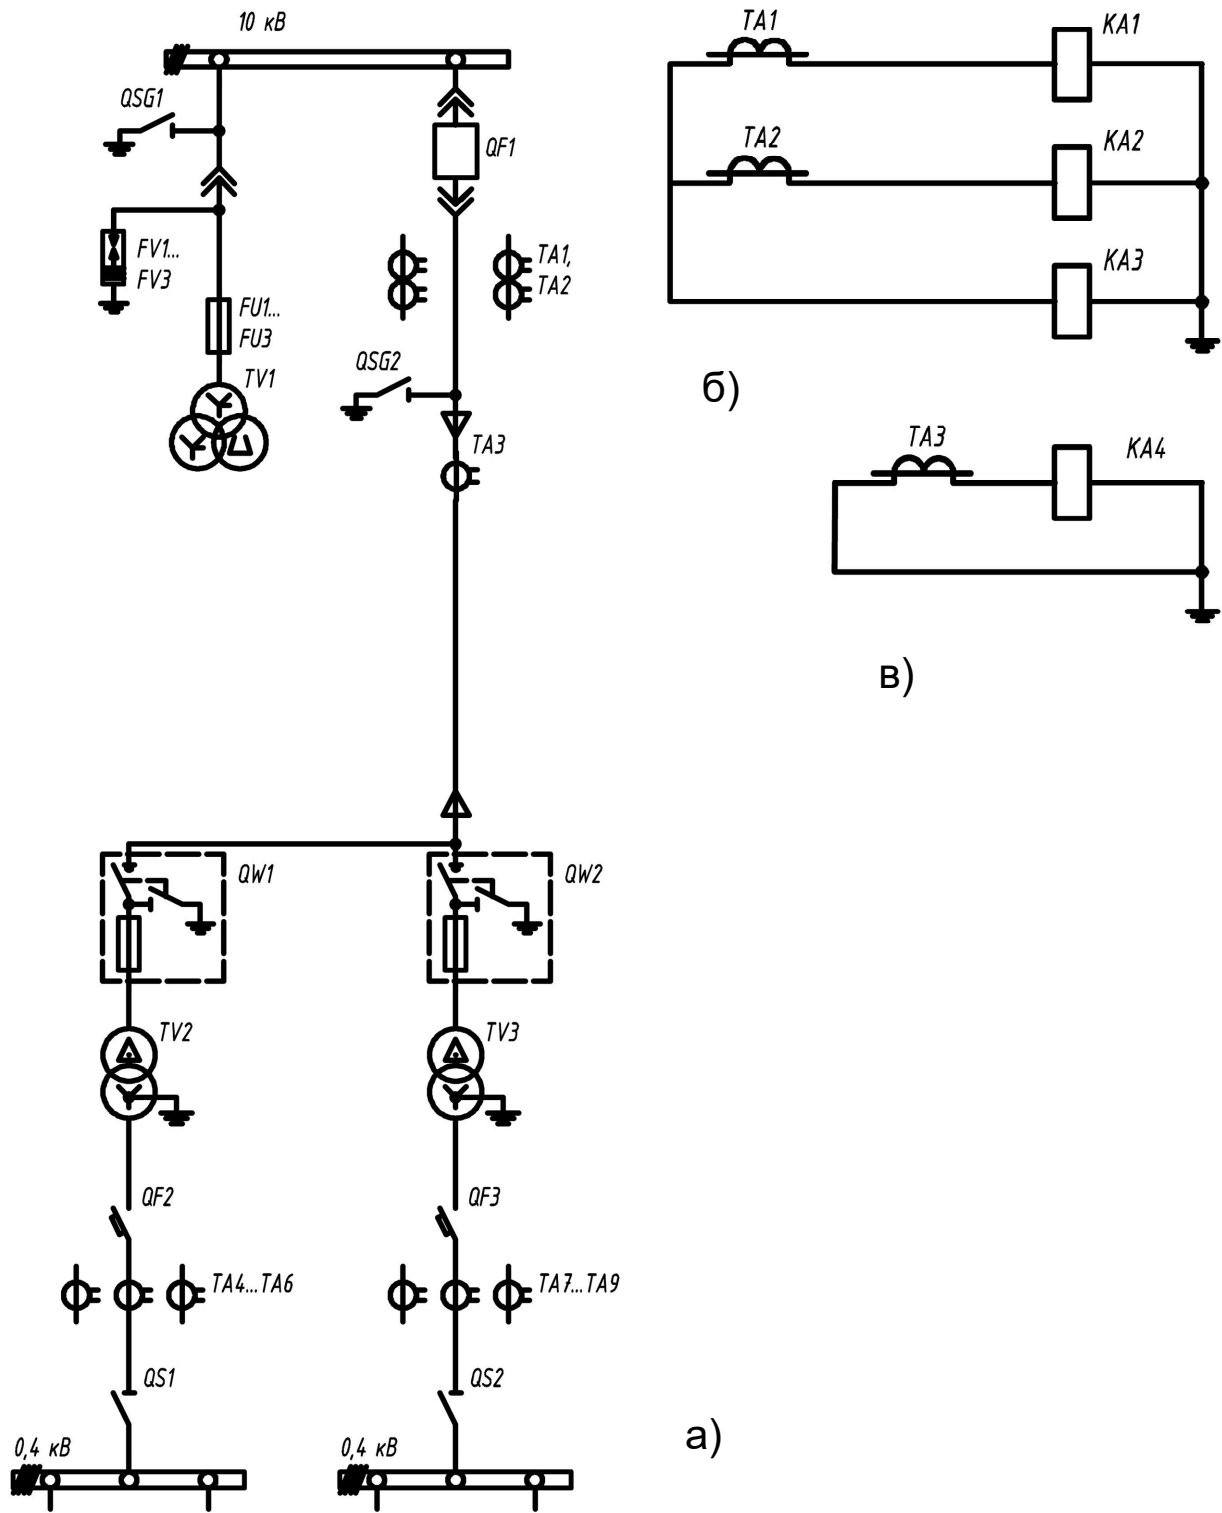 10 кВ
QSG1
QF1
FV1...
FV3
TA1,
TA2
FU1...
FU3
QSG2
TV1
TA3
TA1
KA1
TA2
KA2
KA3
б)
TA3
KA4
в)
QW1
QW2
TV2
TV3
QF2
QF3
TA4...TA6
TA7...TA9
QS1
QS2
0,4 кВ
0,4 кВ
а)